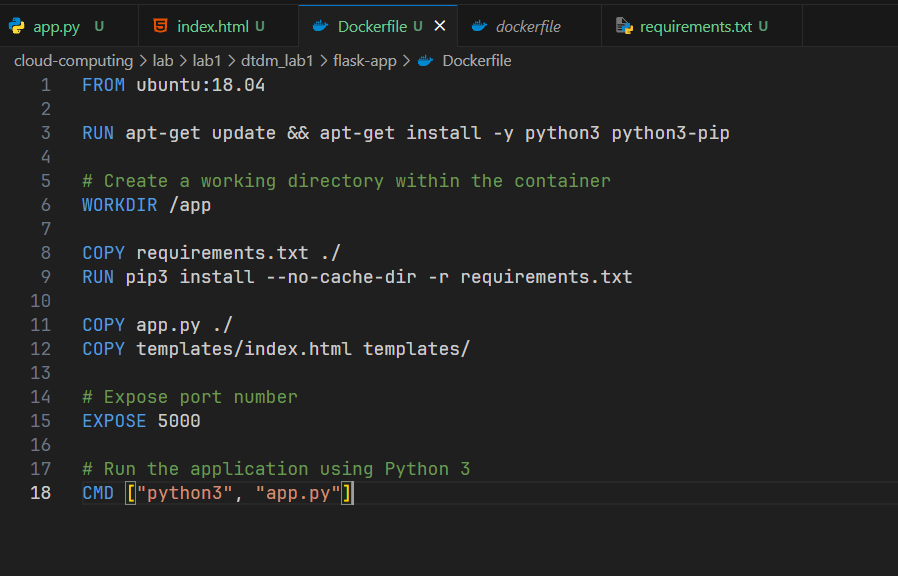 app.py U index.html U Dockerfile U dockerfile requirements.txt U
cloud-computing > lab > lab1 > dtdm_lab1 > flask-app > Dockerfile
1 FROM ubuntu:18.04
2
3 RUN apt-get update && apt-get install -y python3 python3-pip
4
5 # Create a working directory within the container
6 WORKDIR /app
7
8 COPY requirements.txt ./
9 RUN pip3 install --no-cache-dir -r requirements.txt
10
11 COPY app.py ./
12 COPY templates/index.html templates/
13
14 # Expose port number
15 EXPOSE 5000
16
17 # Run the application using Python 3
18 CMD ["python3", "app.py"]